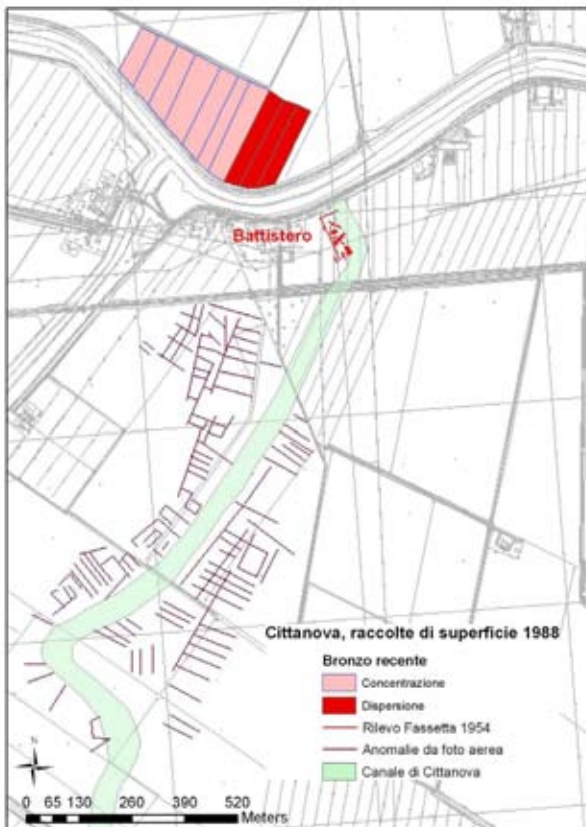 Battistero
Cittanova, raccolte di superficie 1988
Bronzo recente
Concentrazione
Dispersione
Rilevo Fassetta 1954
Anomalie da foto aerea
Canale di Cittanova
N
0 65 130 260 390 520
Meters